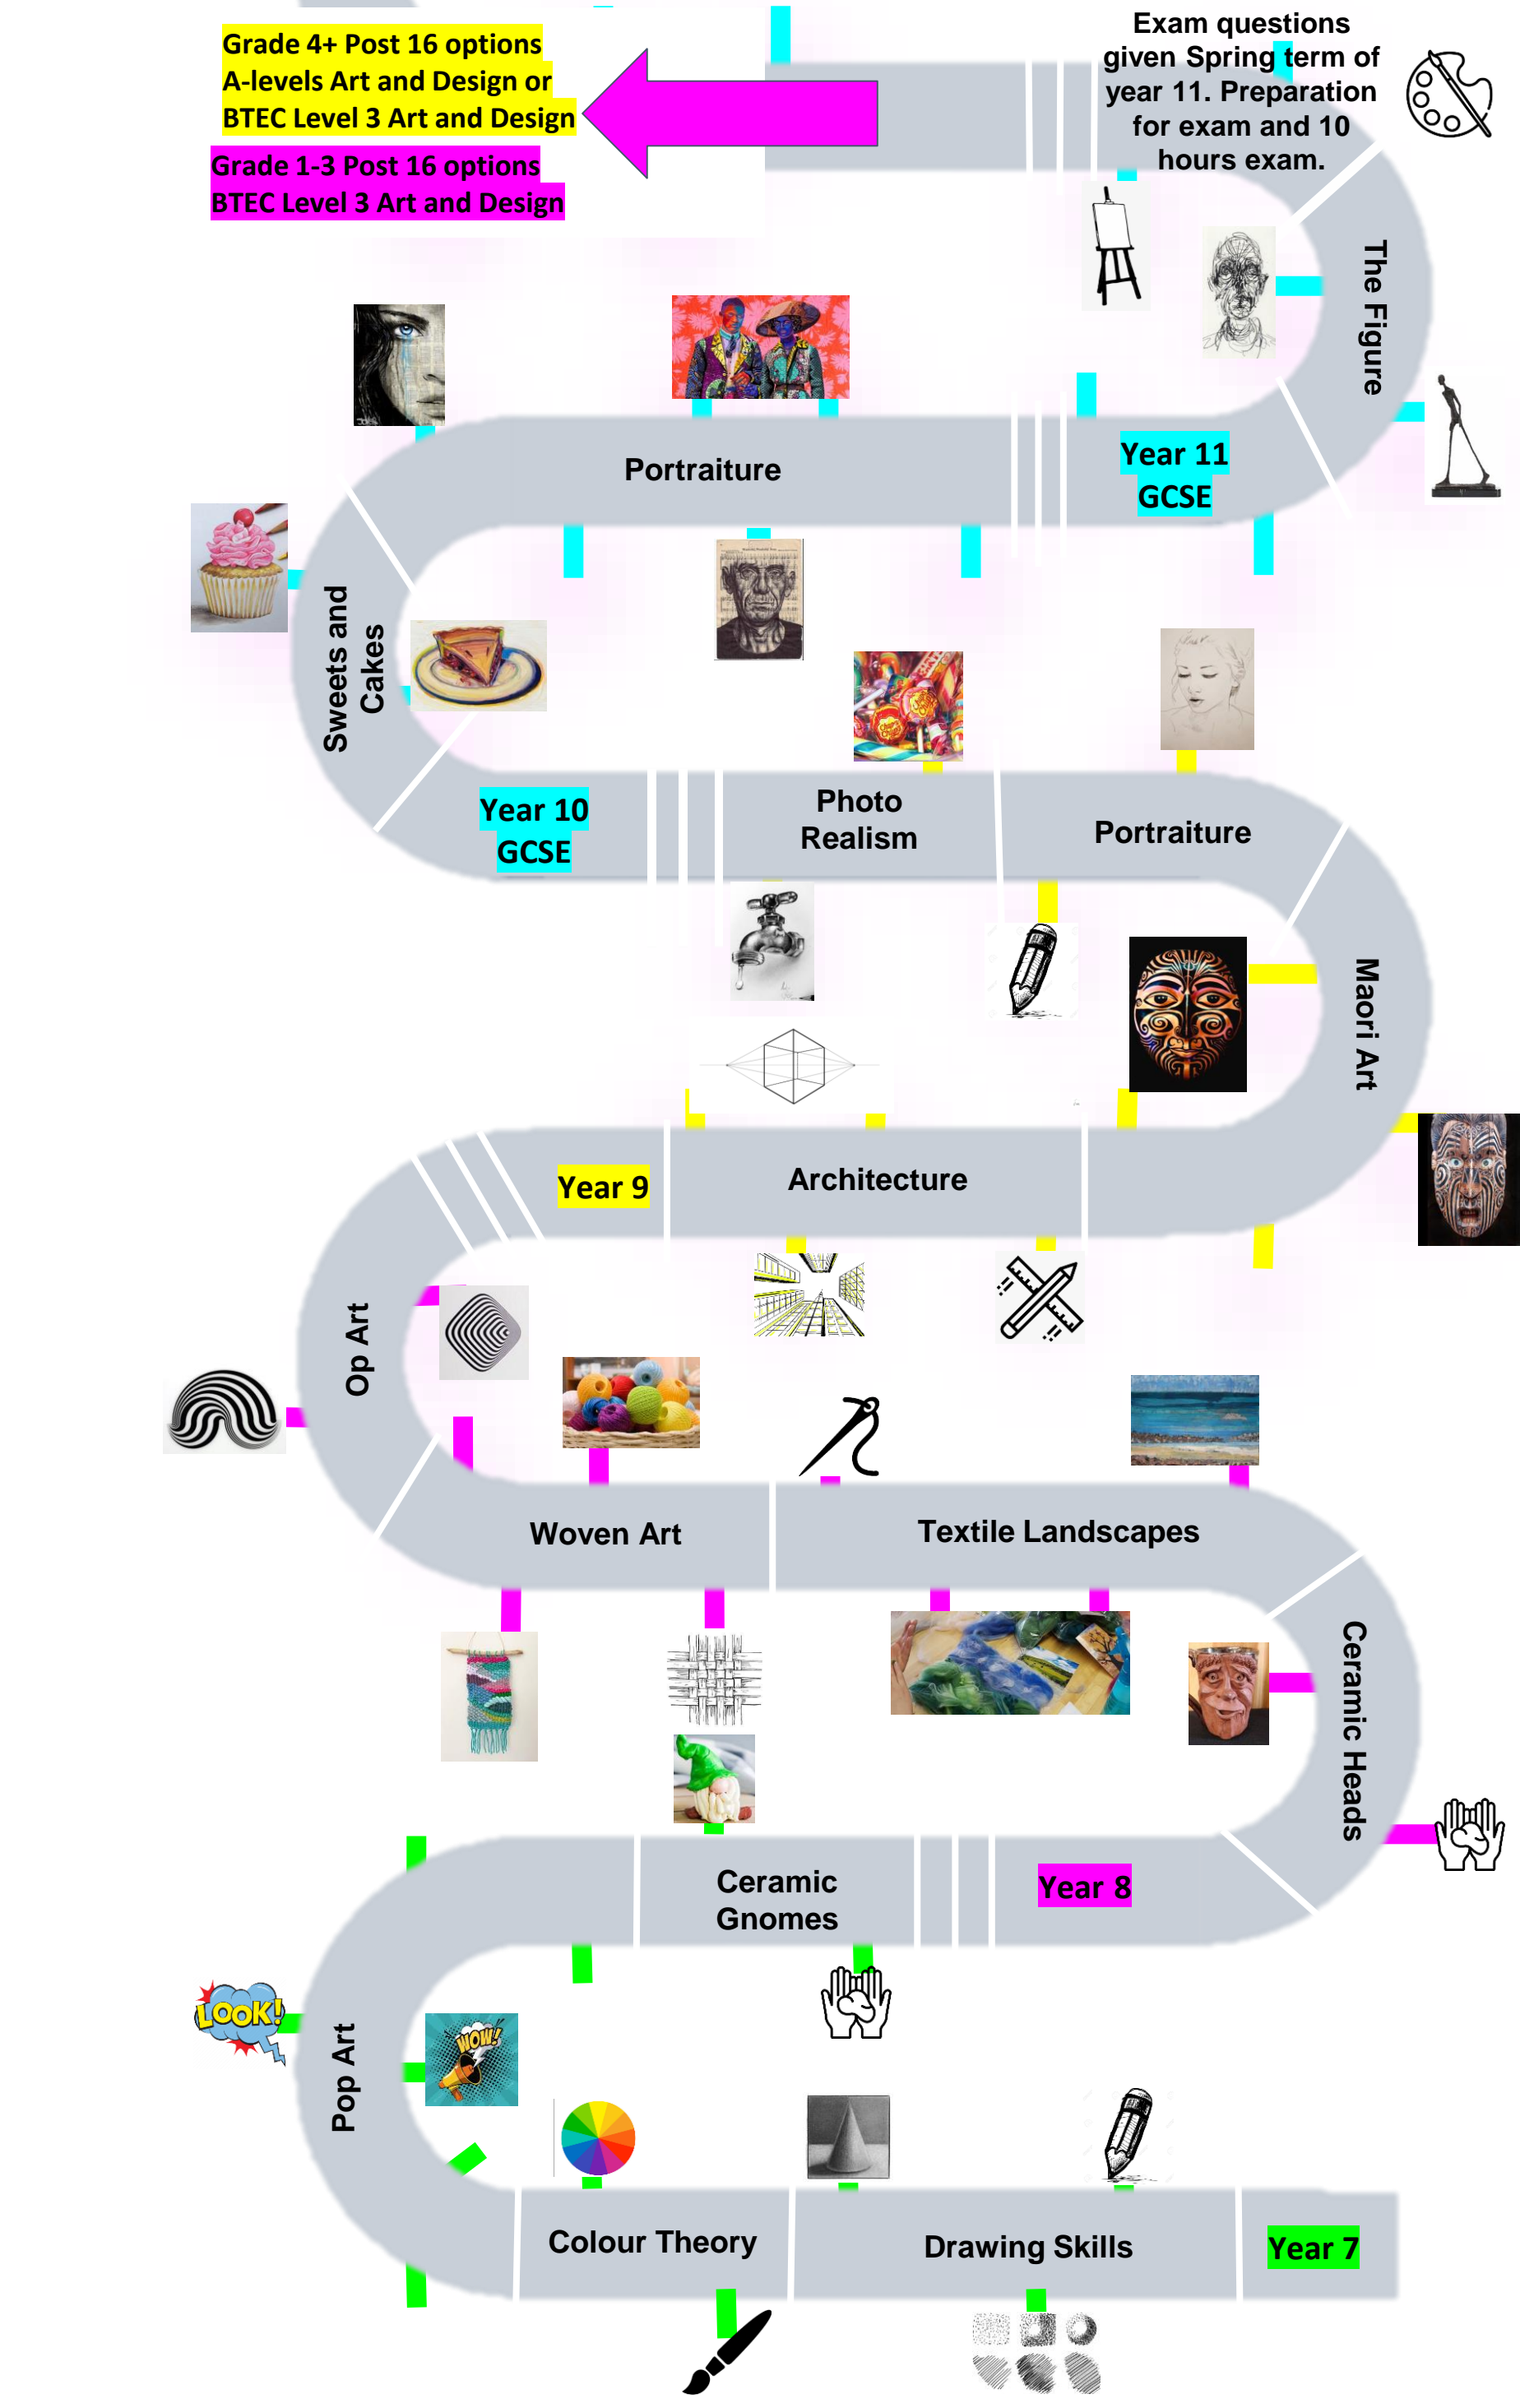 Grade 4+ Post 16 options
A-levels Art and Design or
BTEC Level 3 Art and Design
Grade 1-3 Post 16 options
BTEC Level 3 Art and Design
Exam questions
given Spring term of
year 11. Preparation
for exam and 10
hours exam.
The Figure
Year 11
GCSE
Portraiture
Sweets and
Cakes
Year 10
GCSE
Photo
Realism
Portraiture
Maori Art
Architecture
Year 9
Op Art
Woven Art
Textile Landscapes
Ceramic Heads
Year 8
Ceramic
Gnomes
Pop Art
LOOK!
WOW!
Colour Theory
Drawing Skills
Year 7